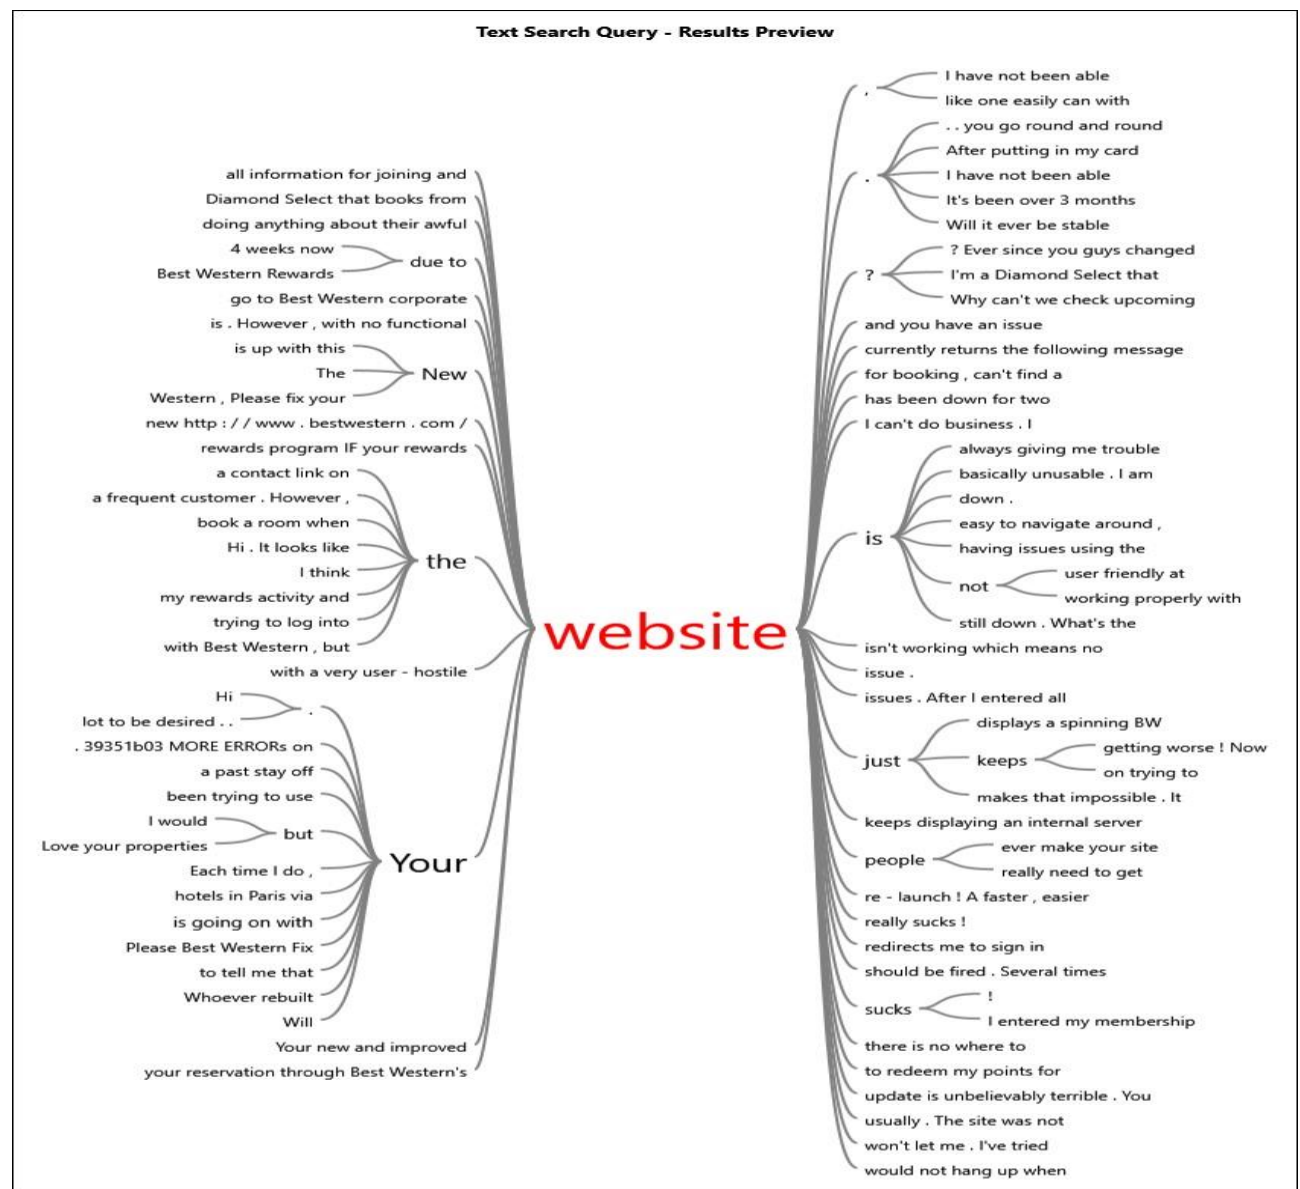 Text Search Query - Results Preview
all information for joining and
Diamond Select that books from
doing anything about their awful
4 weeks now
Best Western Rewards
due to
go to Best Western corporate
is . However , with no functional
is up with this
The
Western , Please fix your
New
new http : / / www . bestwestern . com /
rewards program IF your rewards
a contact link on
a frequent customer . However ,
book a room when
Hi . It looks like
I think
my rewards activity and
trying to log into
with Best Western , but
the
with a very user - hostile
Hi
lot to be desired . .
.
. 39351b03 MORE ERRORs on
a past stay off
been trying to use
I would
Love your properties
but
Each time I do ,
hotels in Paris via
is going on with
Please Best Western Fix
to tell me that
Whoever rebuilt
Will
Your
Your new and improved
your reservation through Best Western's
website
,
I have not been able
like one easily can with
.
. . you go round and round
After putting in my card
I have not been able
It's been over 3 months
Will it ever be stable
?
? Ever since you guys changed
I'm a Diamond Select that
Why can't we check upcoming
and you have an issue
currently returns the following message
for booking , can't find a
has been down for two
I can't do business . I
is
always giving me trouble
basically unusable . I am
down .
easy to navigate around ,
having issues using the
not
user friendly at
working properly with
still down . What's the
isn't working which means no
issue .
issues . After I entered all
just
displays a spinning BW
keeps
getting worse ! Now
on trying to
makes that impossible . It
keeps displaying an internal server
people
ever make your site
really need to get
re - launch ! A faster , easier
really sucks !
redirects me to sign in
should be fired . Several times
sucks
!
I entered my membership
there is no where to
to redeem my points for
update is unbelievably terrible . You
usually . The site was not
won't let me . I've tried
would not hang up when